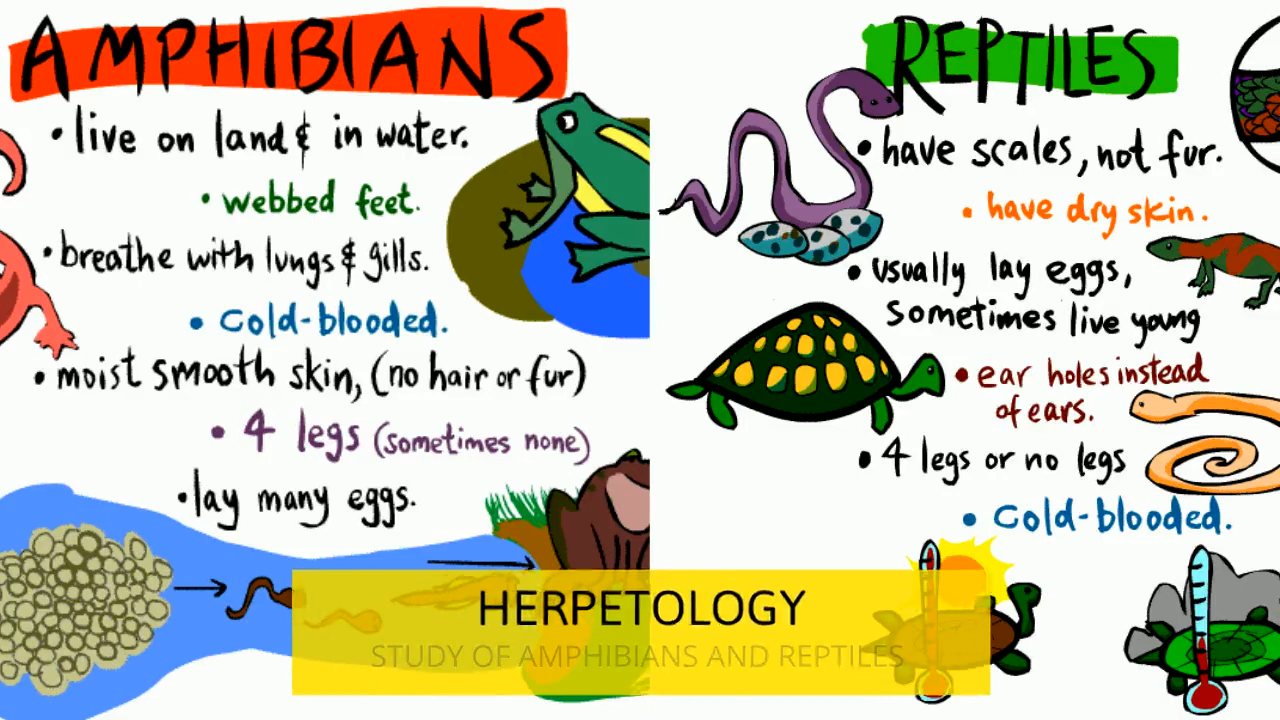 AMPHIBIANS
• live on land & in water.
• webbed feet.
• breathe with lungs & gills.
• Cold-blooded.
• moist smooth skin, (no hair or fur)
• 4 legs (sometimes none)
• lay many eggs.
REPTILES
• have scales, not fur.
• have dry skin.
• usually lay eggs,
sometimes live young
• ear holes instead
of ears.
• 4 legs or no legs
• Cold-blooded.
HERPETOLOGY
STUDY OF AMPHIBIANS AND REPTILES